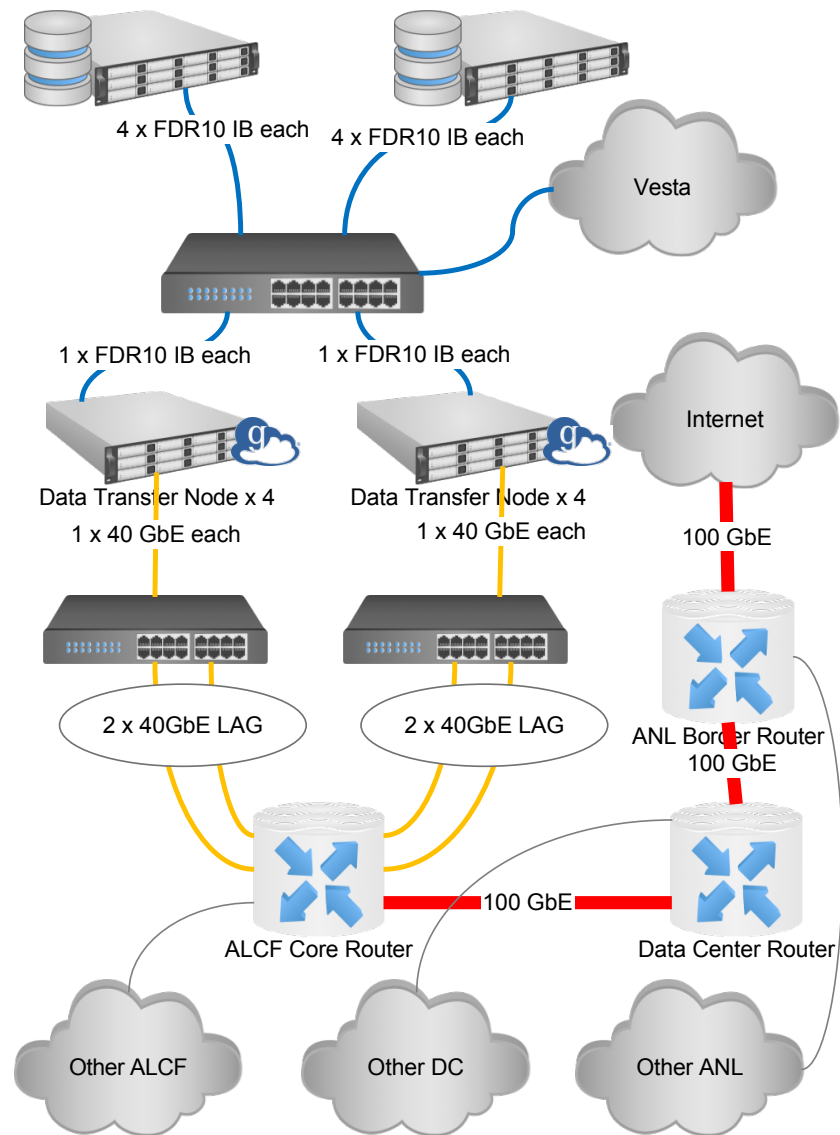 4 x FDR10 IB each
4 x FDR10 IB each
Vesta
1 x FDR10 IB each
1 x FDR10 IB each
Internet
g
g
Data Transfer Node x 4
Data Transfer Node x 4
1 x 40 GbE each
1 x 40 GbE each
100 GbE
2 x 40GbE LAG
2 x 40GbE LAG
ANL Border Router
100 GbE
100 GbE
ALCF Core Router
Data Center Router
Other ALCF
Other DC
Other ANL